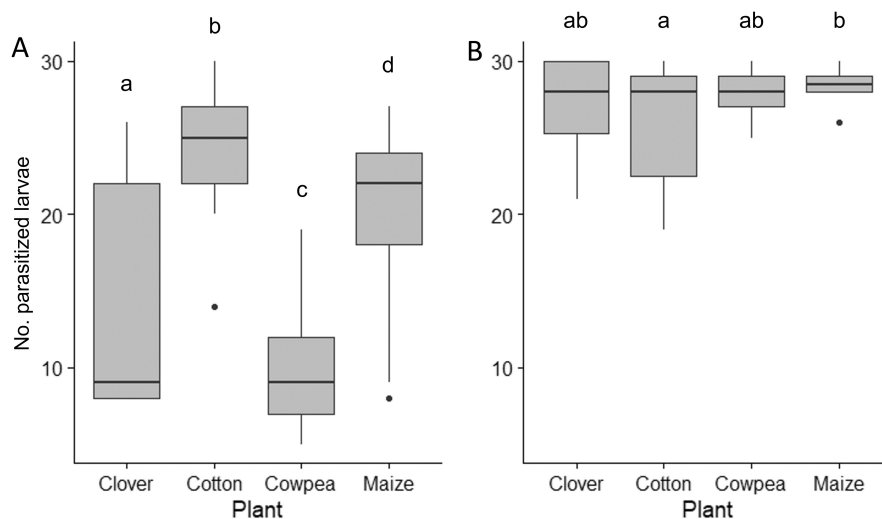 A
B
a
b
c
d
ab
a
ab
b
30
20
10
30
20
10
No. parasitized larvae
Clover Cotton Cowpea Maize
Plant
Clover Cotton Cowpea Maize
Plant